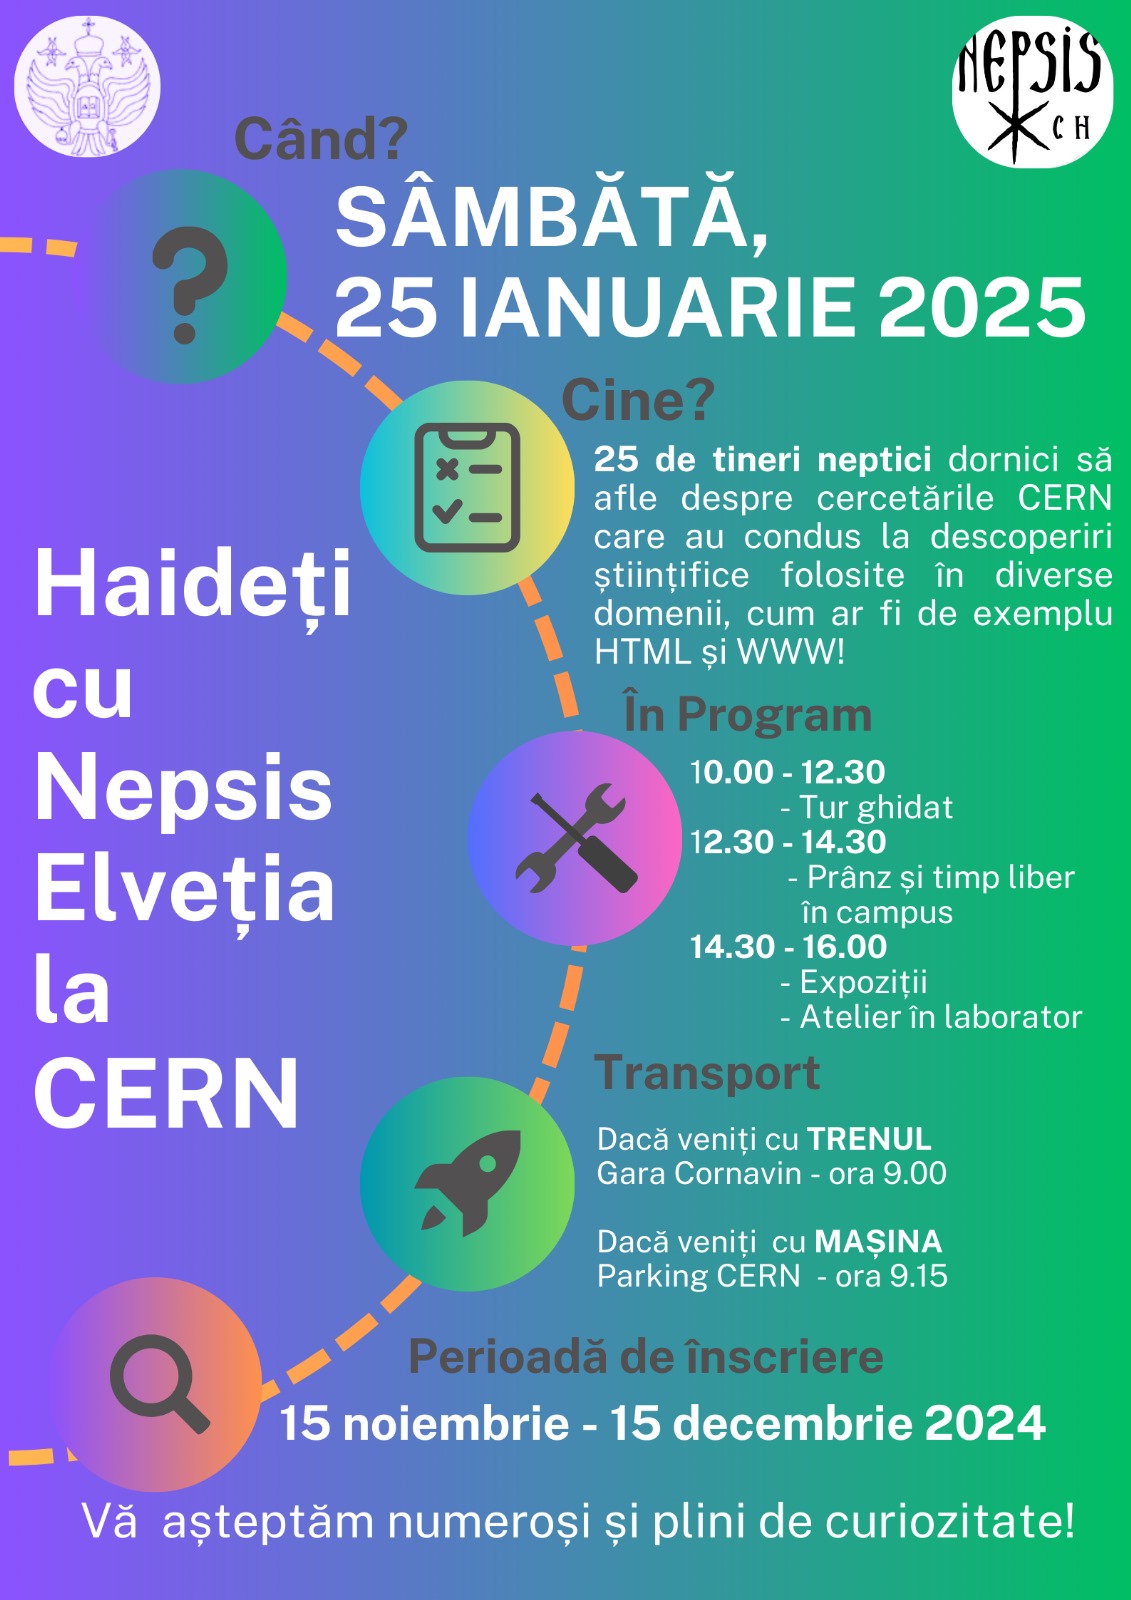 NEPSIS
CH
Când?
SÂMBĂTĂ,
25 IANUARIE 2025
Cine?
25 de tineri neptici dornici să
afle despre cercetările CERN
care au condus la descoperiri
științifice folosite în diverse
domenii, cum ar fi de exemplu
HTML și WWW!
Haideți
cu
Nepsis
Elveția
la
CERN
În Program
10.00 - 12.30
- Tur ghidat
12.30 - 14.30
- Prânz și timp liber
în campus
14.30 - 16.00
- Expoziții
- Atelier în laborator
Transport
Dacă veniți cu TRENUL
Gara Cornavin - ora 9.00
Dacă veniți  cu MAȘINA
Parking CERN  - ora 9.15
Perioadă de înscriere
15 noiembrie - 15 decembrie 2024
Vă  așteptăm numeroși și plini de curiozitate!